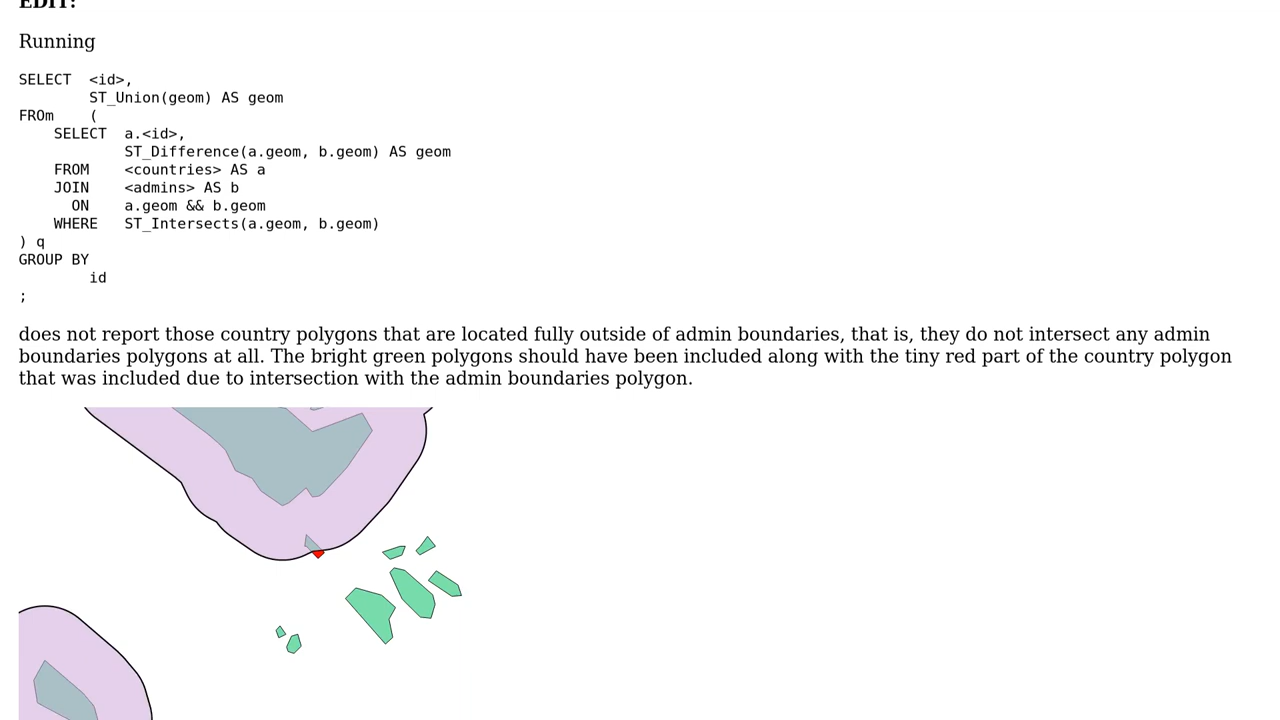 EDIT:
Running
SELECT  <id>,
        ST_Union(geom) AS geom
FROm    (
    SELECT  a.<id>,
            ST_Difference(a.geom, b.geom) AS geom
    FROM    <countries> AS a
    JOIN    <admins> AS b
      ON    a.geom && b.geom
    WHERE   ST_Intersects(a.geom, b.geom)
) q
GROUP BY
        id
;
does not report those country polygons that are located fully outside of admin boundaries, that is, they do not intersect any admin
boundaries polygons at all. The bright green polygons should have been included along with the tiny red part of the country polygon
that was included due to intersection with the admin boundaries polygon.